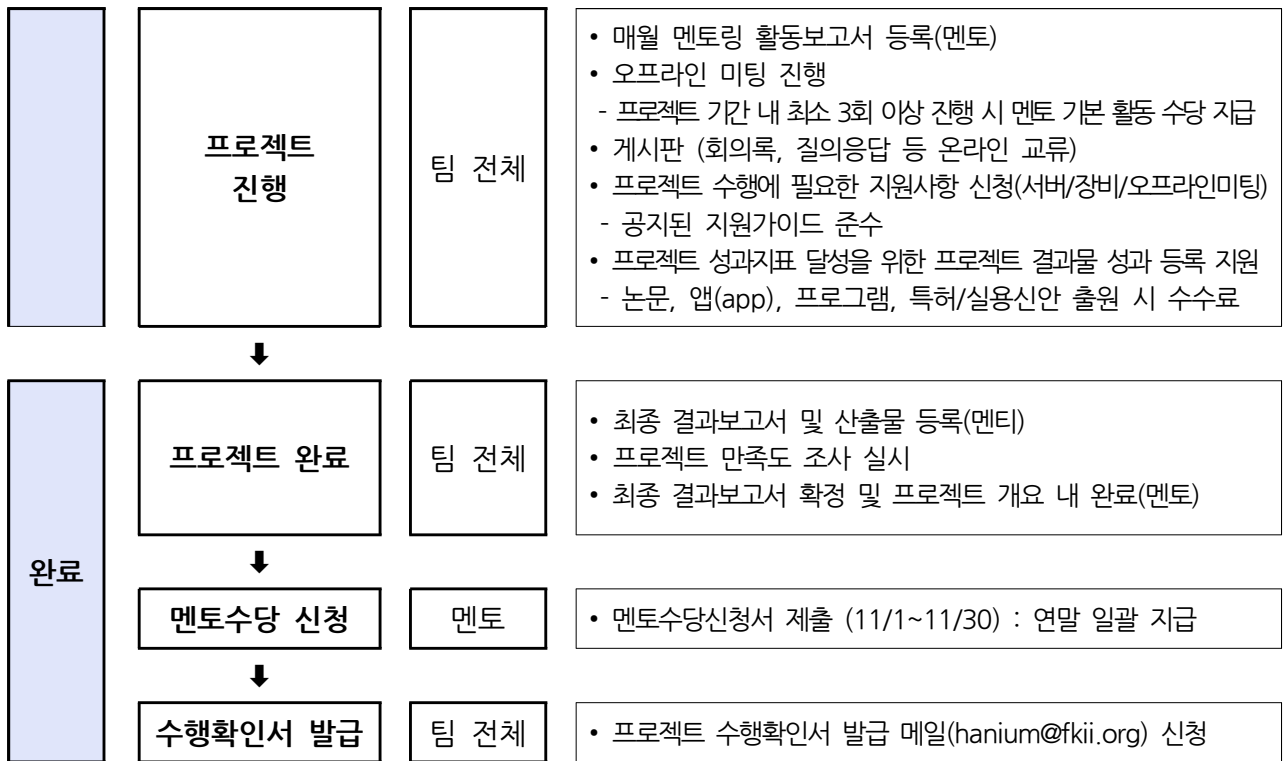 프로젝트
진행
팀 전체
• 매월 멘토링 활동보고서 등록(멘토)
• 오프라인 미팅 진행
- 프로젝트 기간 내 최소 3회 이상 진행 시 멘토 기본 활동 수당 지급
• 게시판 (회의록, 질의응답 등 온라인 교류)
• 프로젝트 수행에 필요한 지원사항 신청(서버/장비/오프라인미팅)
- 공지된 지원가이드 준수
• 프로젝트 성과지표 달성을 위한 프로젝트 결과물 성과 등록 지원
- 논문, 앱(app), 프로그램, 특허/실용신안 출원 시 수수료
⬇
완료
프로젝트 완료
팀 전체
• 최종 결과보고서 및 산출물 등록(멘티)
• 프로젝트 만족도 조사 실시
• 최종 결과보고서 확정 및 프로젝트 개요 내 완료(멘토)
⬇
멘토수당 신청
멘토
• 멘토수당신청서 제출 (11/1~11/30) : 연말 일괄 지급
⬇
수행확인서 발급
팀 전체
• 프로젝트 수행확인서 발급 메일(hanium@fkii.org) 신청